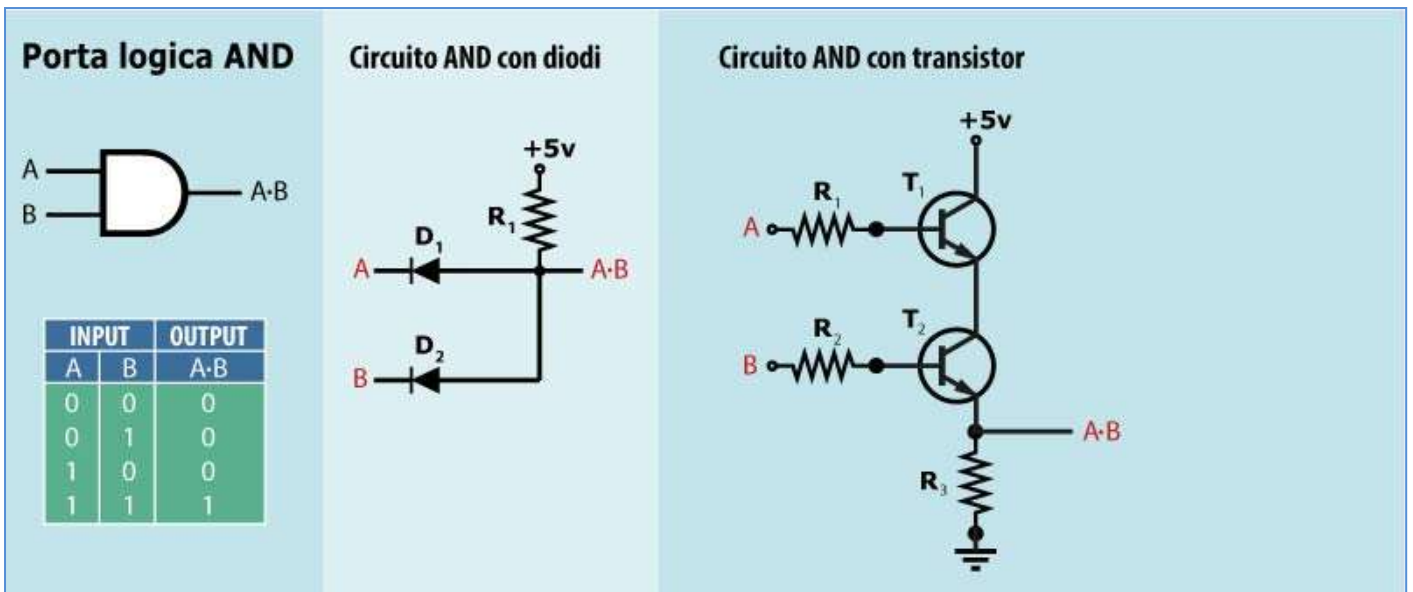 Porta logica AND
A
B
A·B
INPUT OUTPUT
A B A·B
0 0 0
0 1 0
1 0 0
1 1 1
Circuito AND con diodi
+5v
R1
D1
A
A·B
D2
B
Circuito AND con transistor
+5v
T1
R1
A
T2
R2
B
A·B
R3